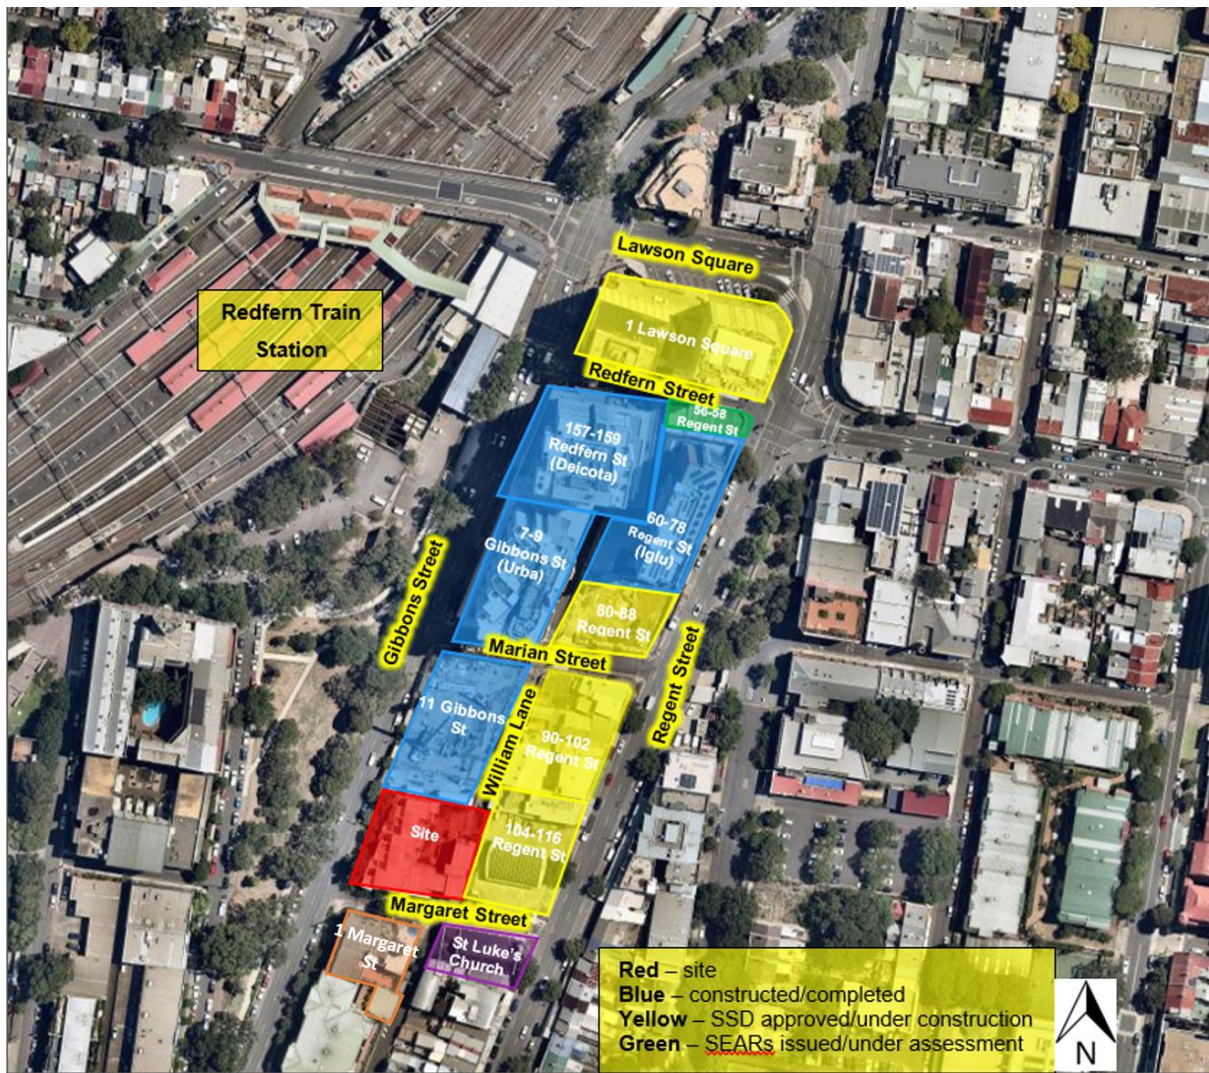 Lawson Square
Redfern Train
Station
1 Lawson Square
Redfern Street
56-58
Regent St
157-159
Redfern St
(Deicota)
60-78
Regent St
(Iglu)
7-9
Gibbons St
(Urba)
Gibbons Street
80-88
Regent St
Marian Street
Regent Street
11 Gibbons
St
William Lane
90-102
Regent St
Site
104-116
Regent St
Margaret Street
1 Margaret
St
St Luke's
Church
Red – site
Blue – constructed/completed
Yellow – SSD approved/under construction
Green – SEARs issued/under assessment
N